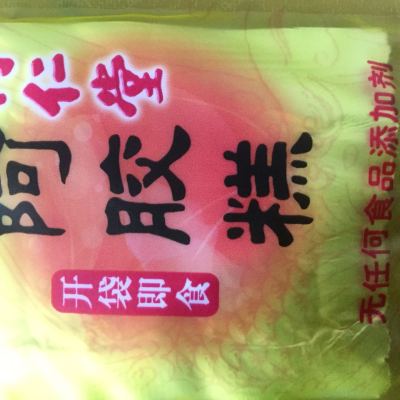 仁堂
阿胶糕
开袋即食
无任何食品添加剂